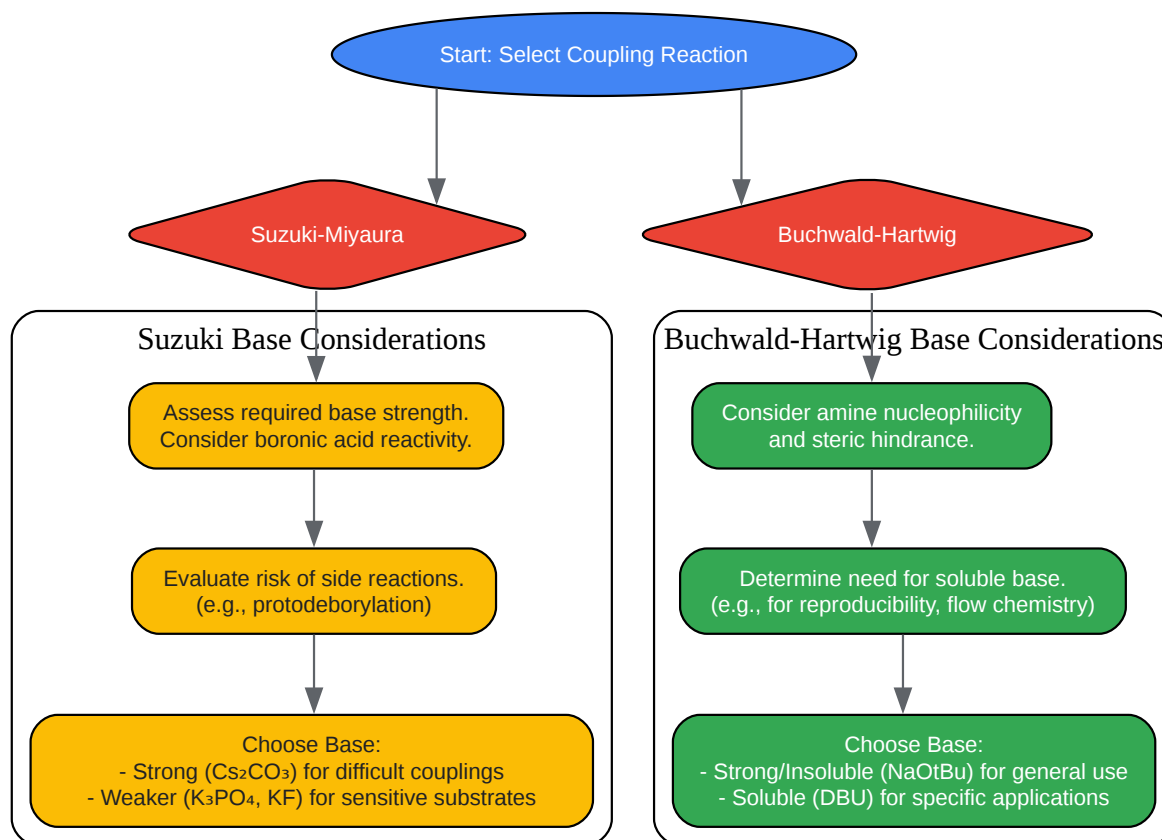 Start: Select Coupling Reaction
Suzuki-Miyaura
Buchwald-Hartwig
Suzuki Base Considerations
Assess required base strength.
Consider boronic acid reactivity.
Evaluate risk of side reactions.
(e.g., protodeborylation)
Choose Base:
- Strong (Cs₂CO₃) for difficult couplings
- Weaker (K₃PO₄, KF) for sensitive substrates
Buchwald-Hartwig Base Considerations
Consider amine nucleophilicity
and steric hindrance.
Determine need for soluble base.
(e.g., for reproducibility, flow chemistry)
Choose Base:
- Strong/Insoluble (NaOtBu) for general use
- Soluble (DBU) for specific applications